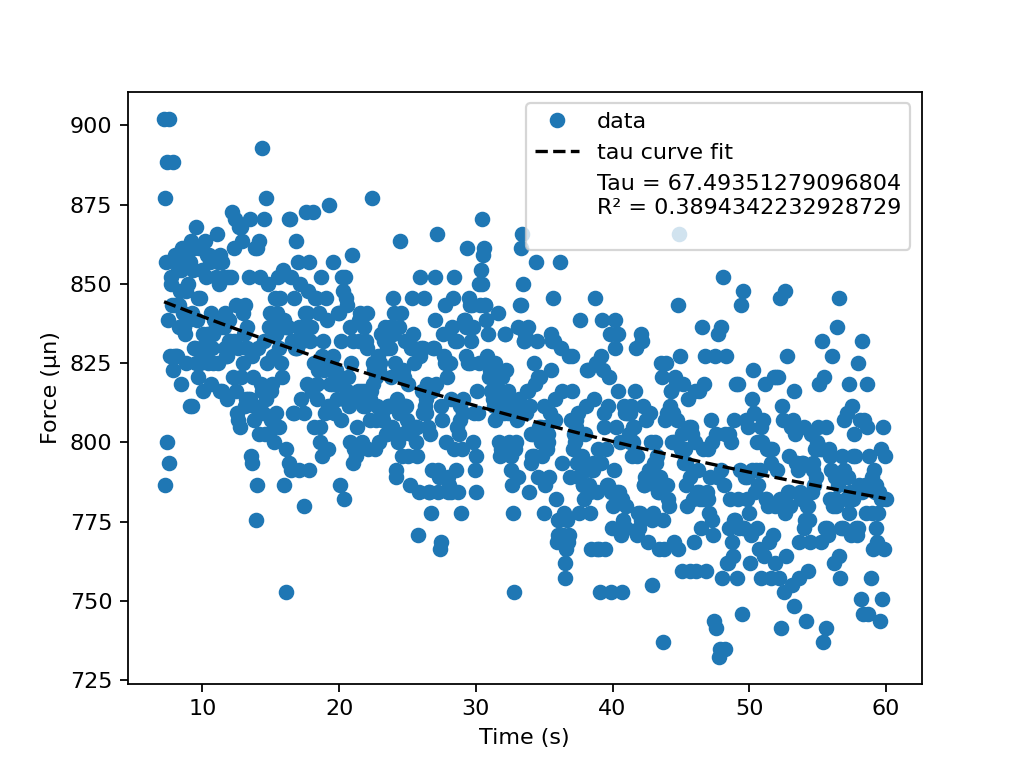 data
tau curve fit
Tau = 67.49351279096804
R² = 0.3894342232928729
900
875
850
825
800
775
750
725
Force (μn)
10 20 30 40 50 60
Time (s)